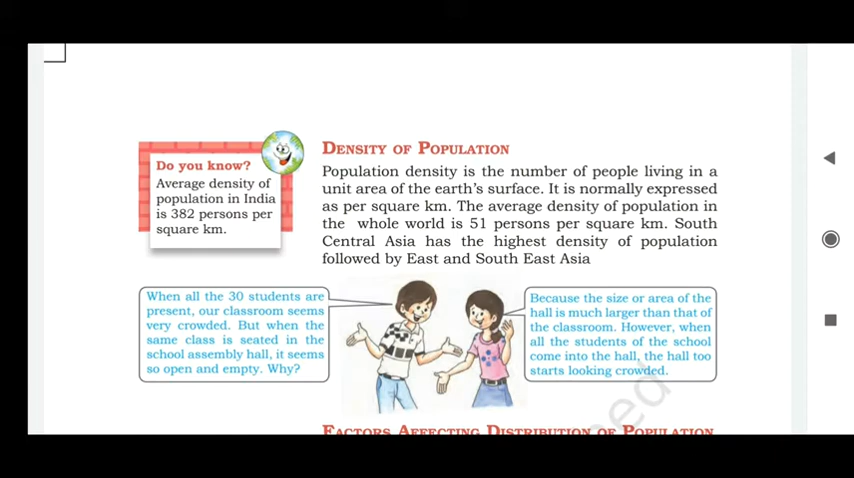 Do you know?
Average density of
population in India
is 382 persons per
square km.
DENSITY OF POPULATION
Population density is the number of people living in a
unit area of the earth's surface. It is normally expressed
as per square km. The average density of population in
the whole world is 51 persons per square km. South
Central Asia has the highest density of population
followed by East and South East Asia
When all the 30 students are
present, our classroom seems
very crowded. But when the
same class is seated in the
school assembly hall, it seems
so open and empty. Why?
Because the size or area of the
hall is much larger than that of
the classroom. However, when
all the students of the school
come into the hall, the hall too
starts looking crowded.
FACTORS AFFECTING DISTRIBUTION OF POPULATION